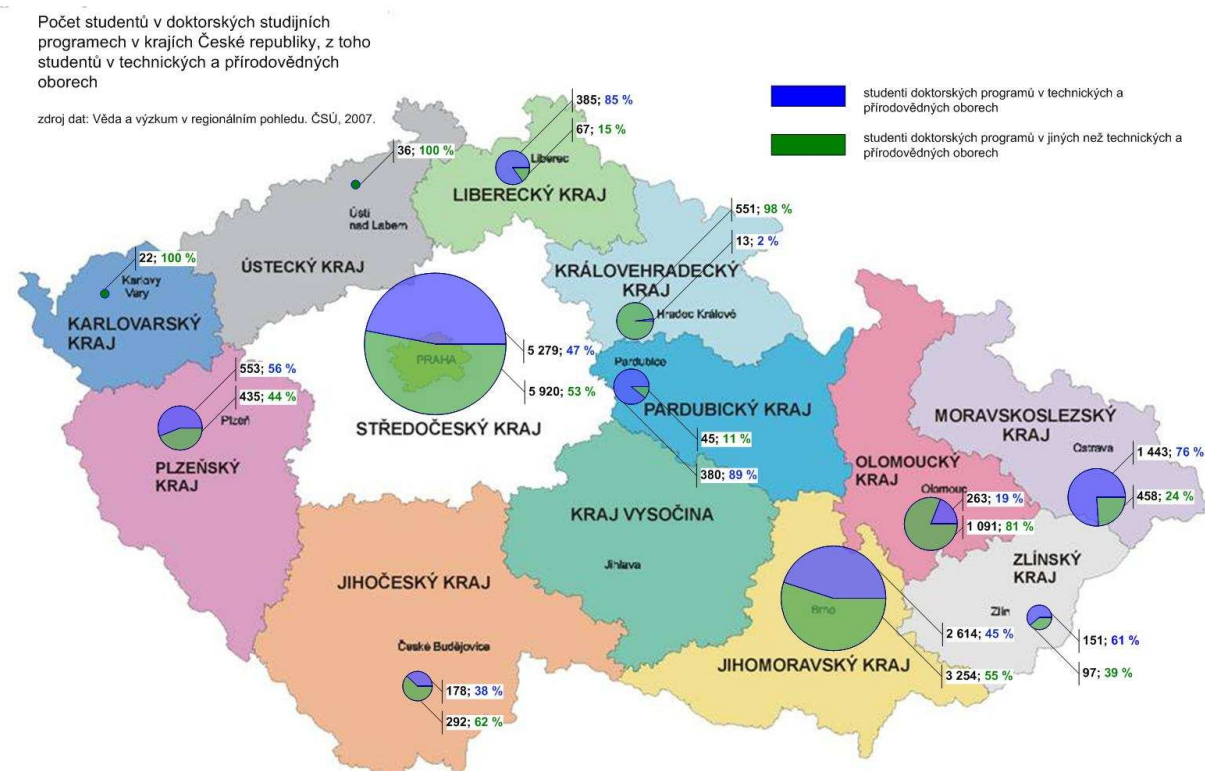 Počet studentů v doktorských studijních
programech v krajích České republiky, z toho
studentů v technických a přírodovědných
oborech
zdroj dat: Věda a výzkum v regionálním pohledu. ČSÚ, 2007.
studenti doktorských programů v technických a
přírodovědných oborech
studenti doktorských programů v jiných než technických a
přírodovědných oborech
385; 85 %
67; 15 %
Liberec
LIBERECKÝ KRAJ
36; 100 %
Ústí
nad Labem
ÚSTECKÝ KRAJ
551; 98 %
13; 2 %
KRÁLOVEHRADECKÝ
KRAJ
Hradec Králové
22; 100 %
Karlovy
Vary
KARLOVARSKÝ
KRAJ
5 279; 47 %
PRAHA
5 920; 53 %
STŘEDOČESKÝ KRAJ
Pardubice
PARDUBICKÝ KRAJ
45; 11 %
380; 89 %
553; 56 %
435; 44 %
Plzeň
PLZEŇSKÝ
KRAJ
MORAVSKOSLEZSKÝ
KRAJ
Ostrava
1 443; 76 %
458; 24 %
OLOMOUCKÝ
KRAJ
Olomouc
263; 19 %
1 091; 81 %
KRAJ VYSOČINA
Jihlava
ZLÍNSKÝ
KRAJ
Zlín
151; 61 %
97; 39 %
JIHOČESKÝ KRAJ
České Budějovice
178; 38 %
292; 62 %
Brno
2 614; 45 %
JIHOMORAVSKÝ KRAJ
3 254; 55 %